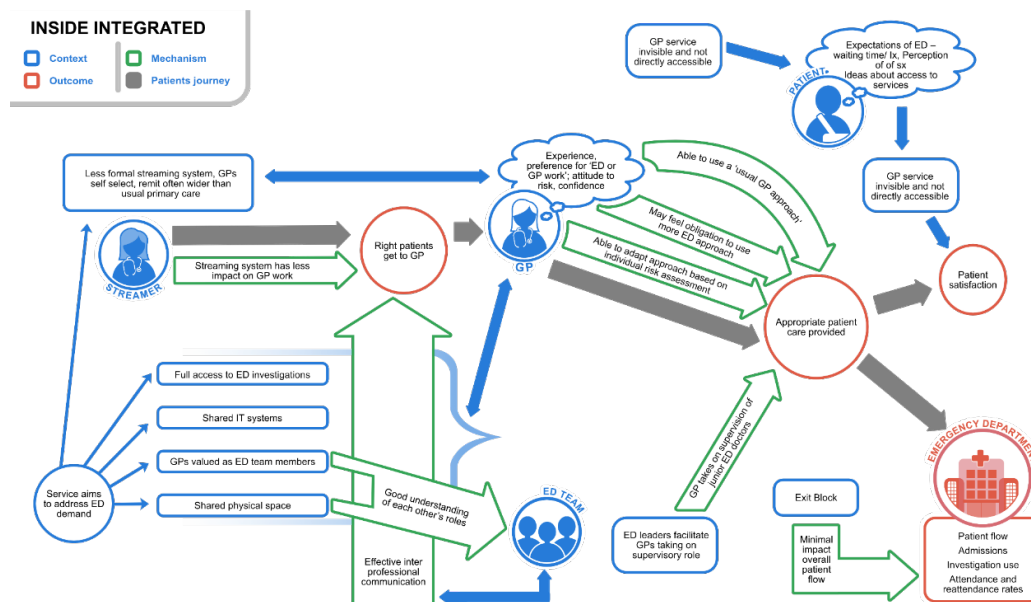 INSIDE INTEGRATED
Context
Mechanism
Outcome
Patients journey
GP service
invisible and not
directly accessible
Expectations of ED –
waiting time/ Ix, Perception
of of sx
Ideas about access to
services
PATIENT
GP service
invisible and not
directly accessible
Less formal streaming system, GPs
self select, remit often wider than
usual primary care
STREAMER
Streaming system has less
impact on GP work
Right patients
get to GP
Experience,
preference for 'ED or
GP work'; attitude to
risk, confidence
GP
Able to use a 'usual GP
approach'
May feel obligation to use
more ED approach
Able to adapt approach based on
individual risk assessment
Appropriate patient
care provided
Patient
satisfaction
Full access to ED investigations
Shared IT systems
GPs valued as ED team members
Shared physical space
Service aims
to address ED
demand
Good understanding
of each other's roles
Effective inter
professional
communication
ED TEAM
GP takes on supervision of
junior ED doctors
ED leaders facilitate
GPs taking on
supervisory role
Exit Block
Minimal
impact
overall
patient
flow
EMERGENCY DEPARTMENT
Patient flow
Admissions
Investigation use
Attendance and
reattendance rates